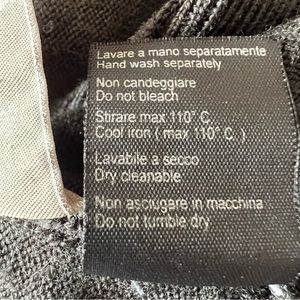 Lavare a mano separatamente
Hand wash separately
Non candeggiare
Do not bleach
Stirare max 110° C.
Cool iron ( max 110° C. )
Lavabile a secco
Dry cleanable
Non asciugare in macchina
Do not tumble dry